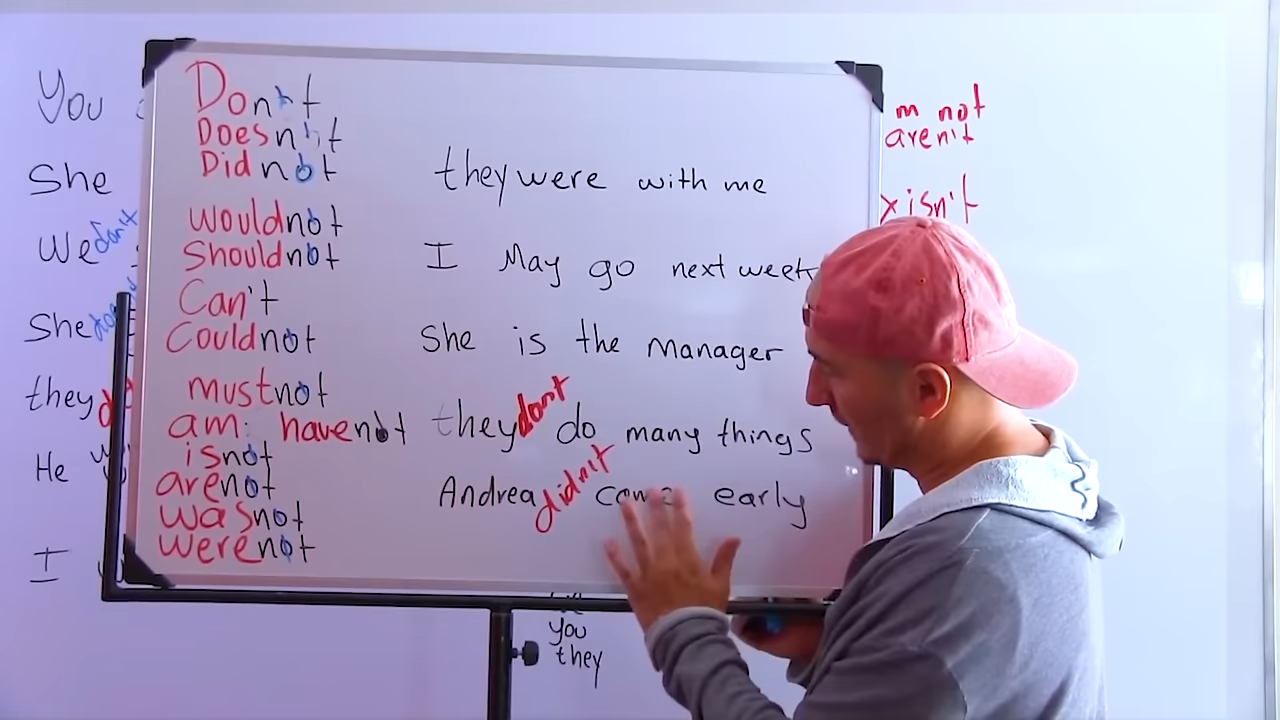 You
She
We don't
She
they
He
I
Don't
Doesn't
Did not
would not
should not
Can't
Could not
must not
am have not
is not
are not
was not
were not
they were with me
I May go next week
She is the manager
they don't do many things
Andrea didn't come early
m not
aren't
x isn't
you
they